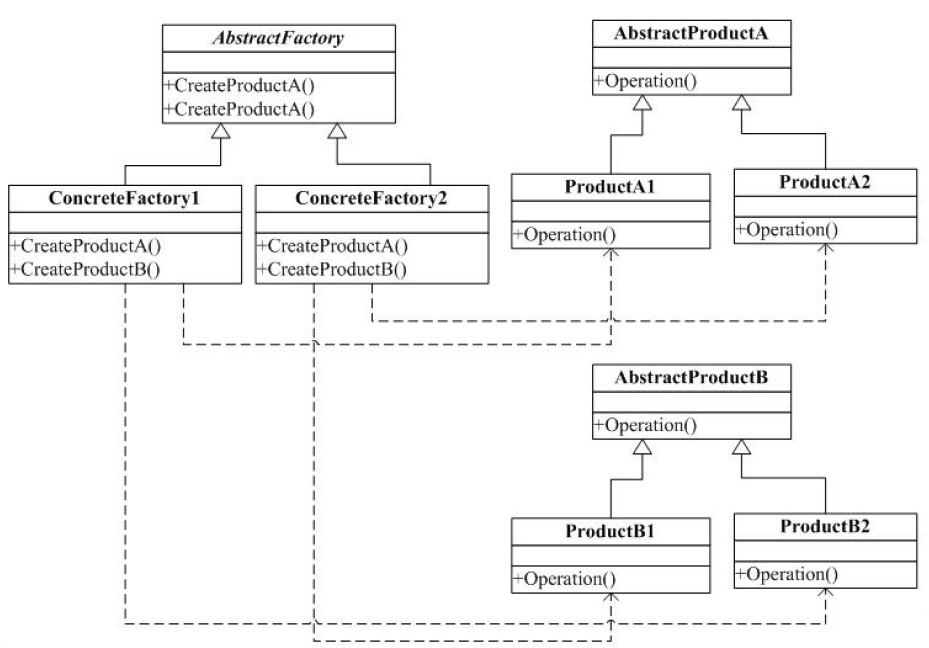 AbstractFactory
+CreateProductA()
+CreateProductA()
AbstractProductA
+Operation()
ConcreteFactory1
+CreateProductA()
+CreateProductB()
ConcreteFactory2
+CreateProductA()
+CreateProductB()
ProductA1
+Operation()
ProductA2
+Operation()
AbstractProductB
+Operation()
ProductB1
+Operation()
ProductB2
+Operation()